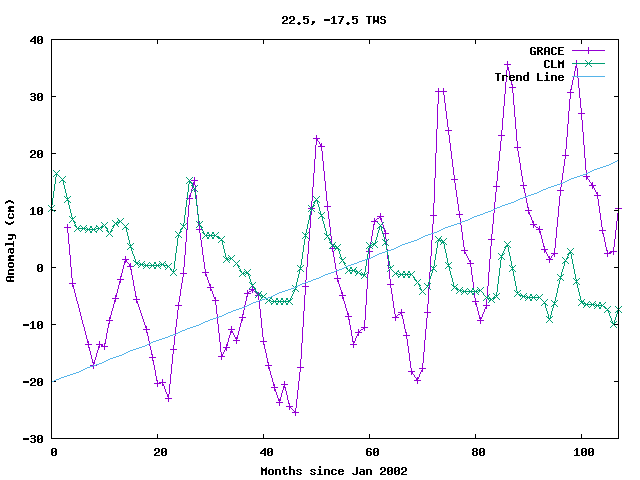 22.5, -17.5 TWS
40
30
20
10
0
-10
-20
-30
0 20 40 60 80 100
Anomaly (cm)
Months since Jan 2002
GRACE
CLM
Trend Line